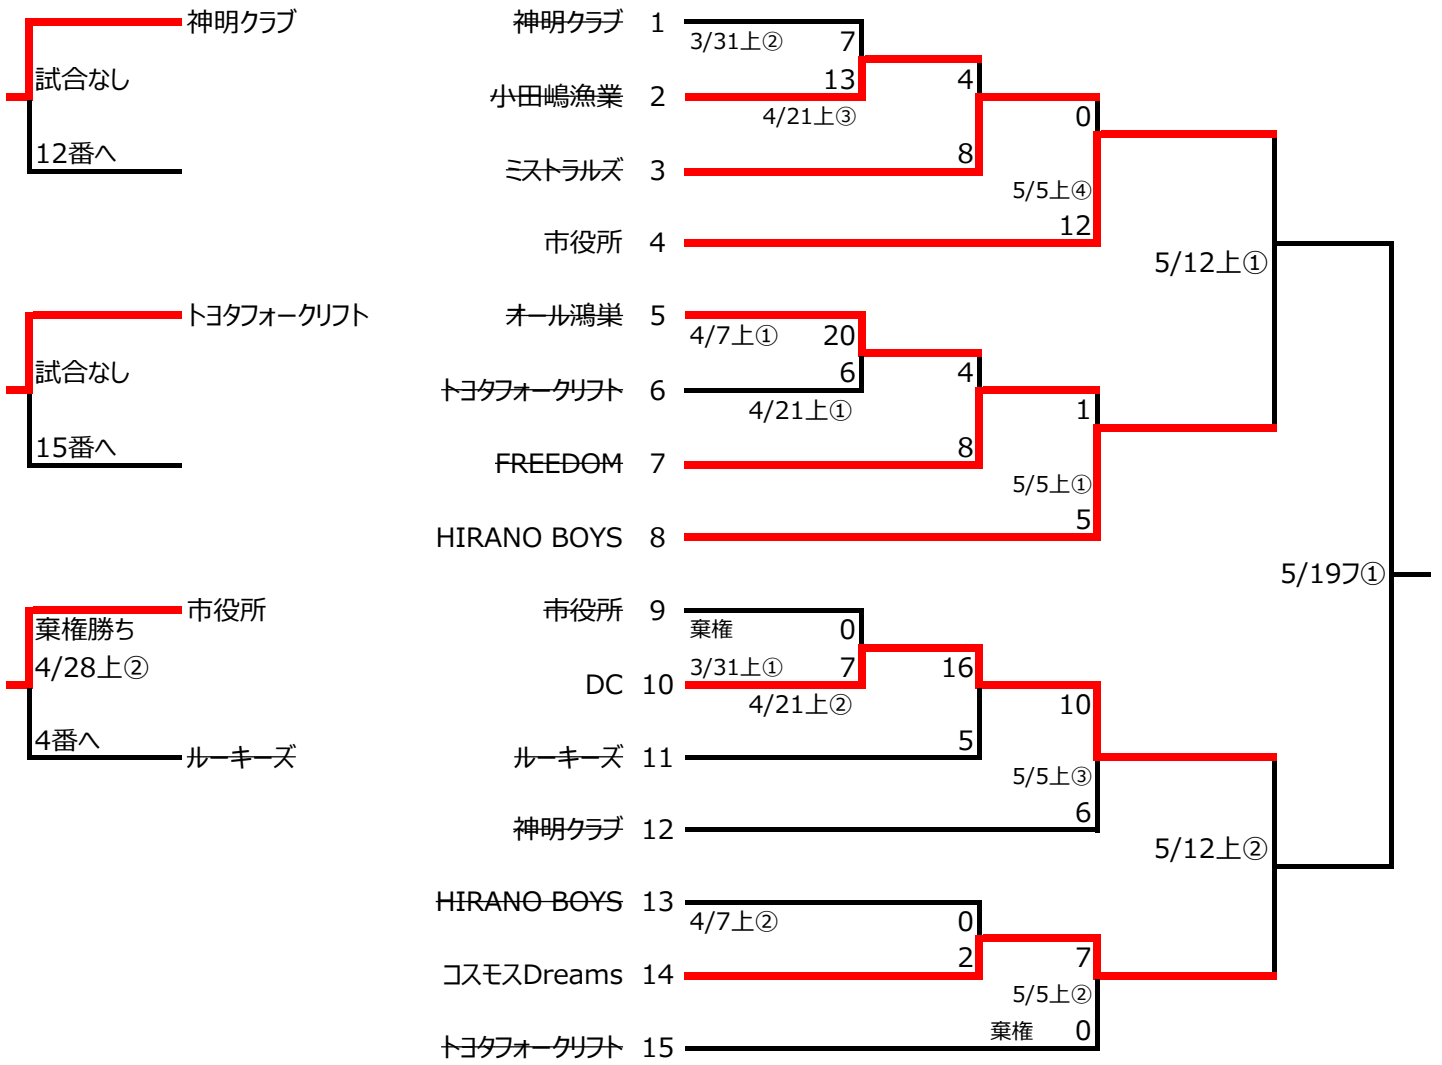 神明クラブ
試合なし
12番へ
トヨタフォークリフト
試合なし
15番へ
市役所
棄権勝ち
4/28上②
4番へ
ルーキーズ
神明クラブ 1
3/31上② 7
13
小田嶋漁業 2
4/21上③
4
8
ミストラルズ 3
0
5/5上④
12
市役所 4
5/12上①
オール鴻巣 5
4/7上① 20
6
トヨタフォークリフト 6
4/21上①
4
8
FREEDOM 7
1
5/5上①
5
HIRANO BOYS 8
5/19フ①
市役所 9
棄権 0
3/31上① 7
DC 10
4/21上②
16
5
ルーキーズ 11
10
5/5上③
6
神明クラブ 12
5/12上②
HIRANO BOYS 13
4/7上② 0
2
コスモスDreams 14
7
5/5上②
棄権 0
トヨタフォークリフト 15